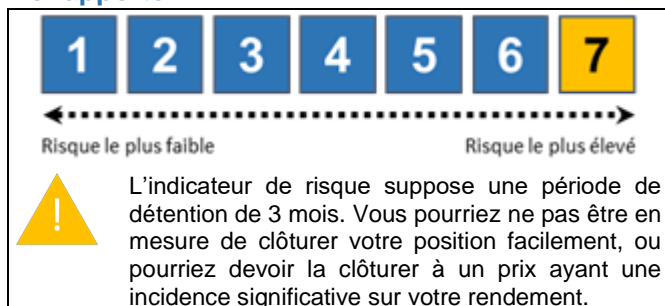 1 2 3 4 5 6 7
Risque le plus faible Risque le plus élevé
!
L'indicateur de risque suppose une période de
détention de 3 mois. Vous pourriez ne pas être en
mesure de clôturer votre position facilement, ou
pourriez devoir la clôturer à un prix ayant une
incidence significative sur votre rendement.